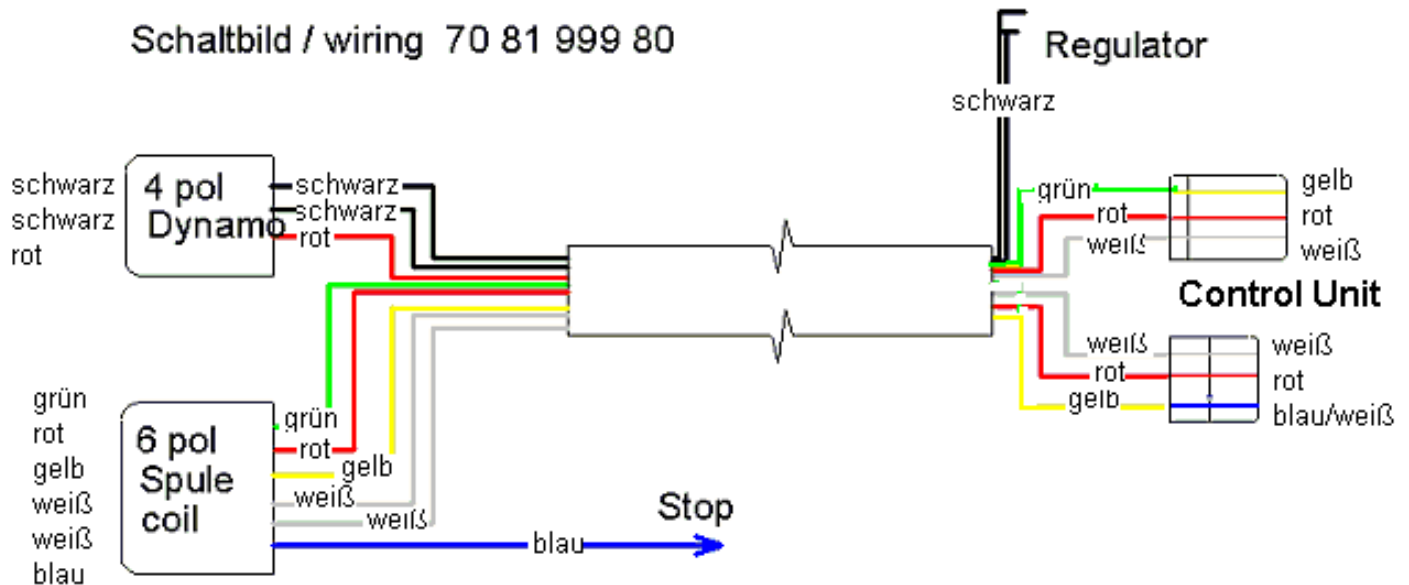 Schaltbild / wiring 70 81 999 80
Regulator
schwarz
schwarz
schwarz
rot
4 pol
Dynamo
schwarz
schwarz
rot
grün
rot
weiß
gelb
rot
weiß
Control Unit
weiß
rot
gelb
weiß
rot
blau/weiß
grün
rot
gelb
weiß
weiß
blau
6 pol
Spule
coil
grün
rot
gelb
weiß
weiß
blau
Stop